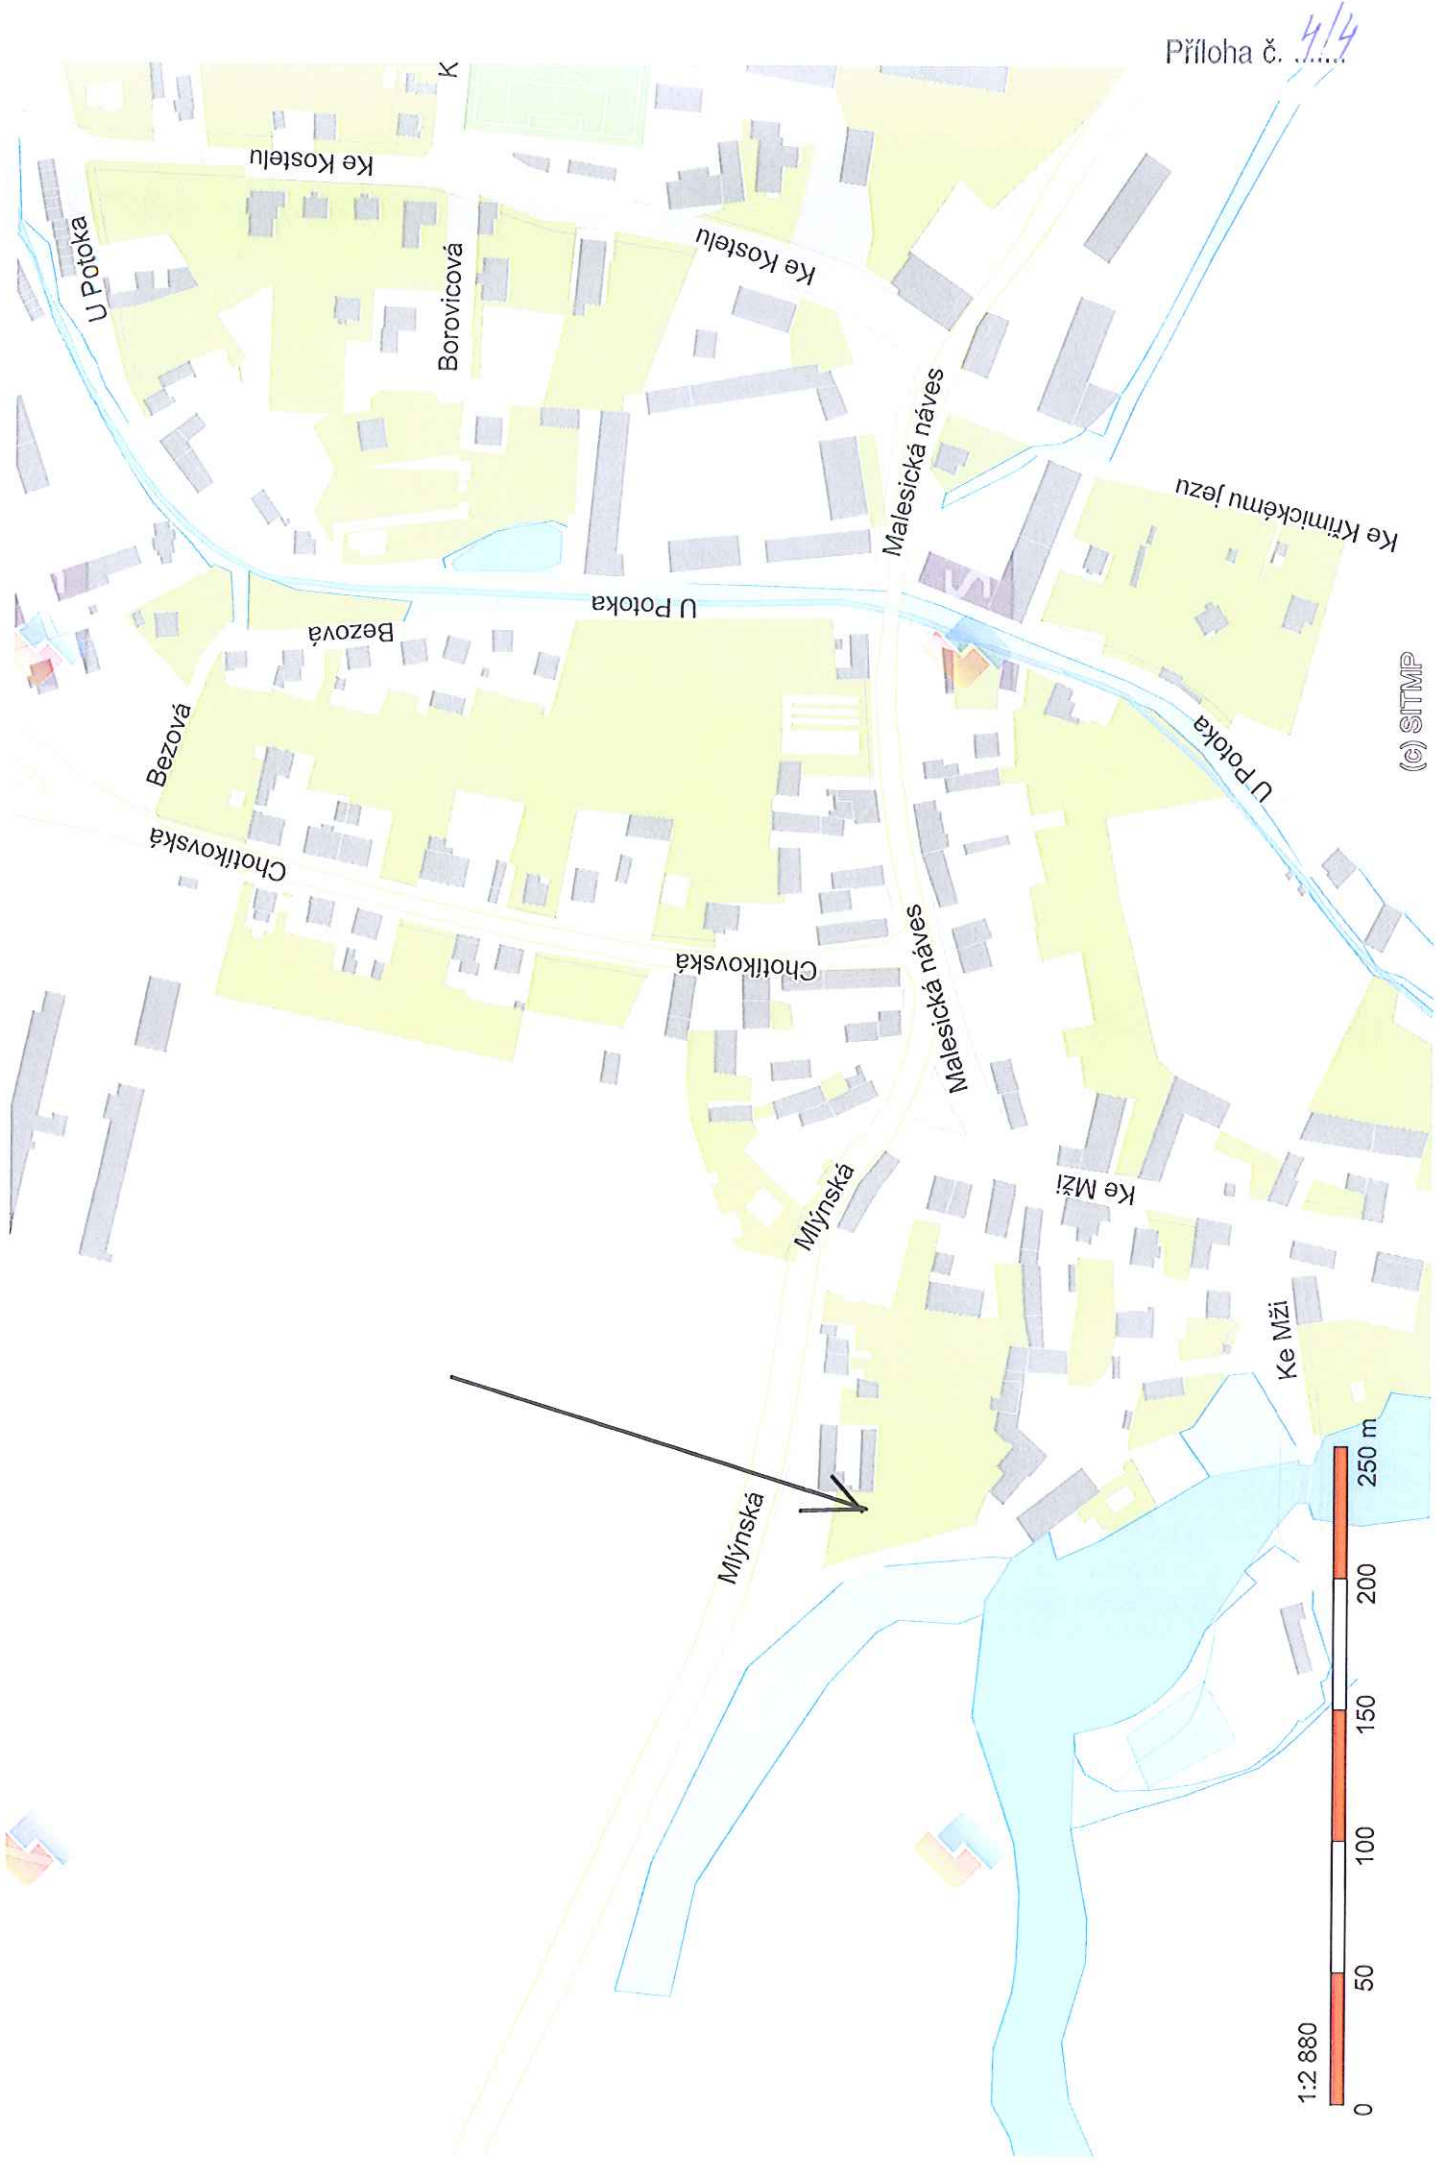 Příloha č. 4/4
K
Ke Kostelu
U Potoka
Borovicová
Ke Kostelu
Malesická náves
Ke Křimickému jezu
U Potoka
Bezová
Bezová
U Potoka
Chotíkovská
Chotíkovská
Malesická náves
Malesická náves
Mlýnská
Ke Mži
Ke Mži
Mlýnská
(c) SITMP
1:2 880
0 50 100 150 200 250 m